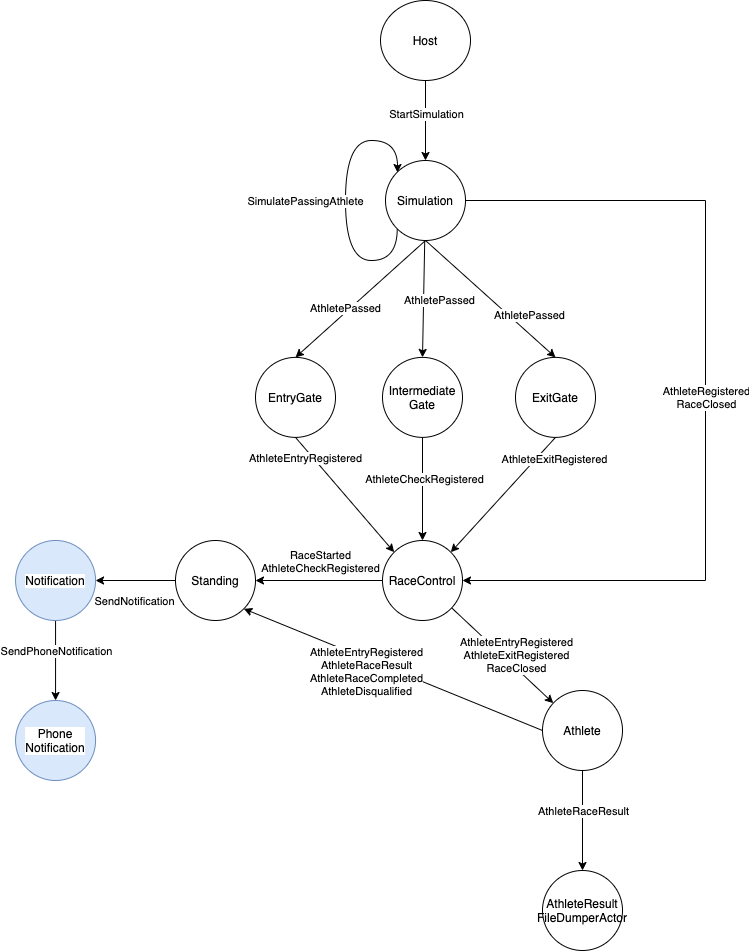 Host
StartSimulation
SimulatePassingAthlete
Simulation
AthletePassed
AthletePassed
AthletePassed
EntryGate
Intermediate
Gate
ExitGate
AthleteRegistered
RaceClosed
AthleteEntryRegistered
AthleteCheckRegistered
AthleteExitRegistered
RaceStarted
AthleteCheckRegistered
Notification
Standing
RaceControl
SendNotification
SendPhoneNotification
AthleteEntryRegistered
AthleteRaceResult
AthleteRaceCompleted
AthleteDisqualified
AthleteEntryRegistered
AthleteExitRegistered
RaceClosed
Phone
Notification
Athlete
AthleteRaceResult
AthleteResult
FileDumperActor